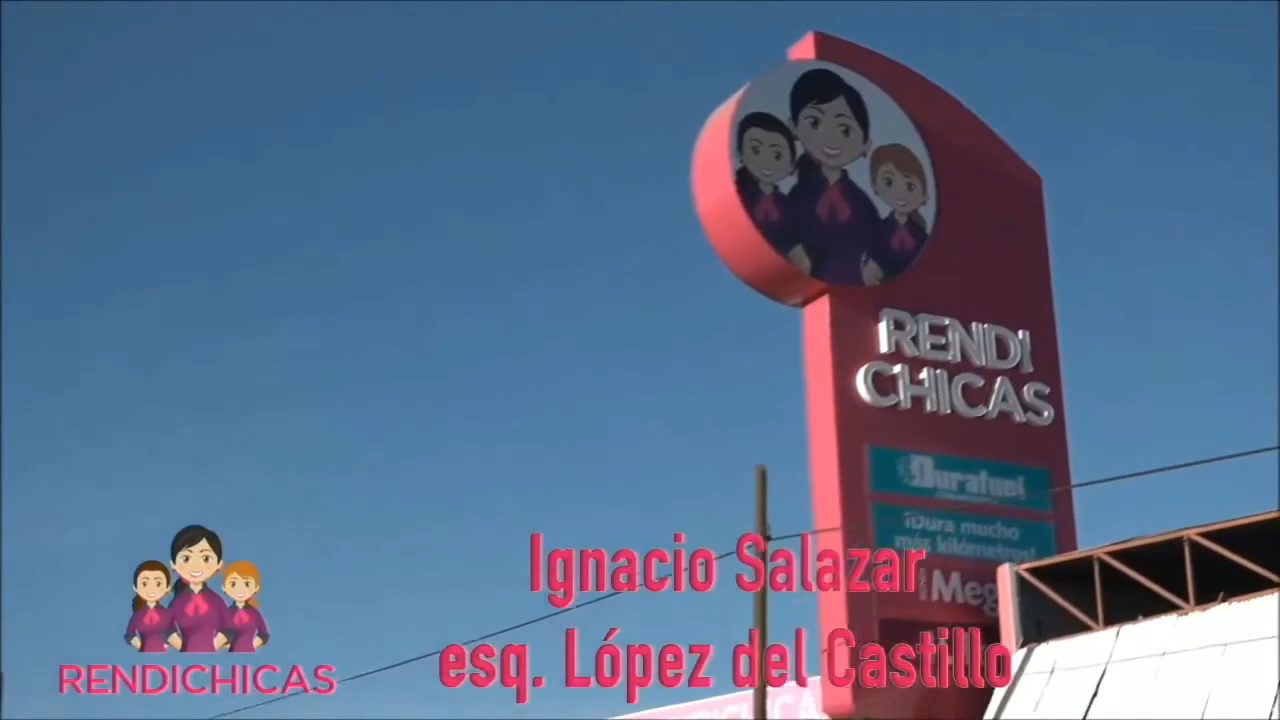 RENDI
CHICAS
Durafuel
¡Dura mucho
más kilómetros!
Ignacio Salazar
esq. López del Castillo
RENDICHICAS